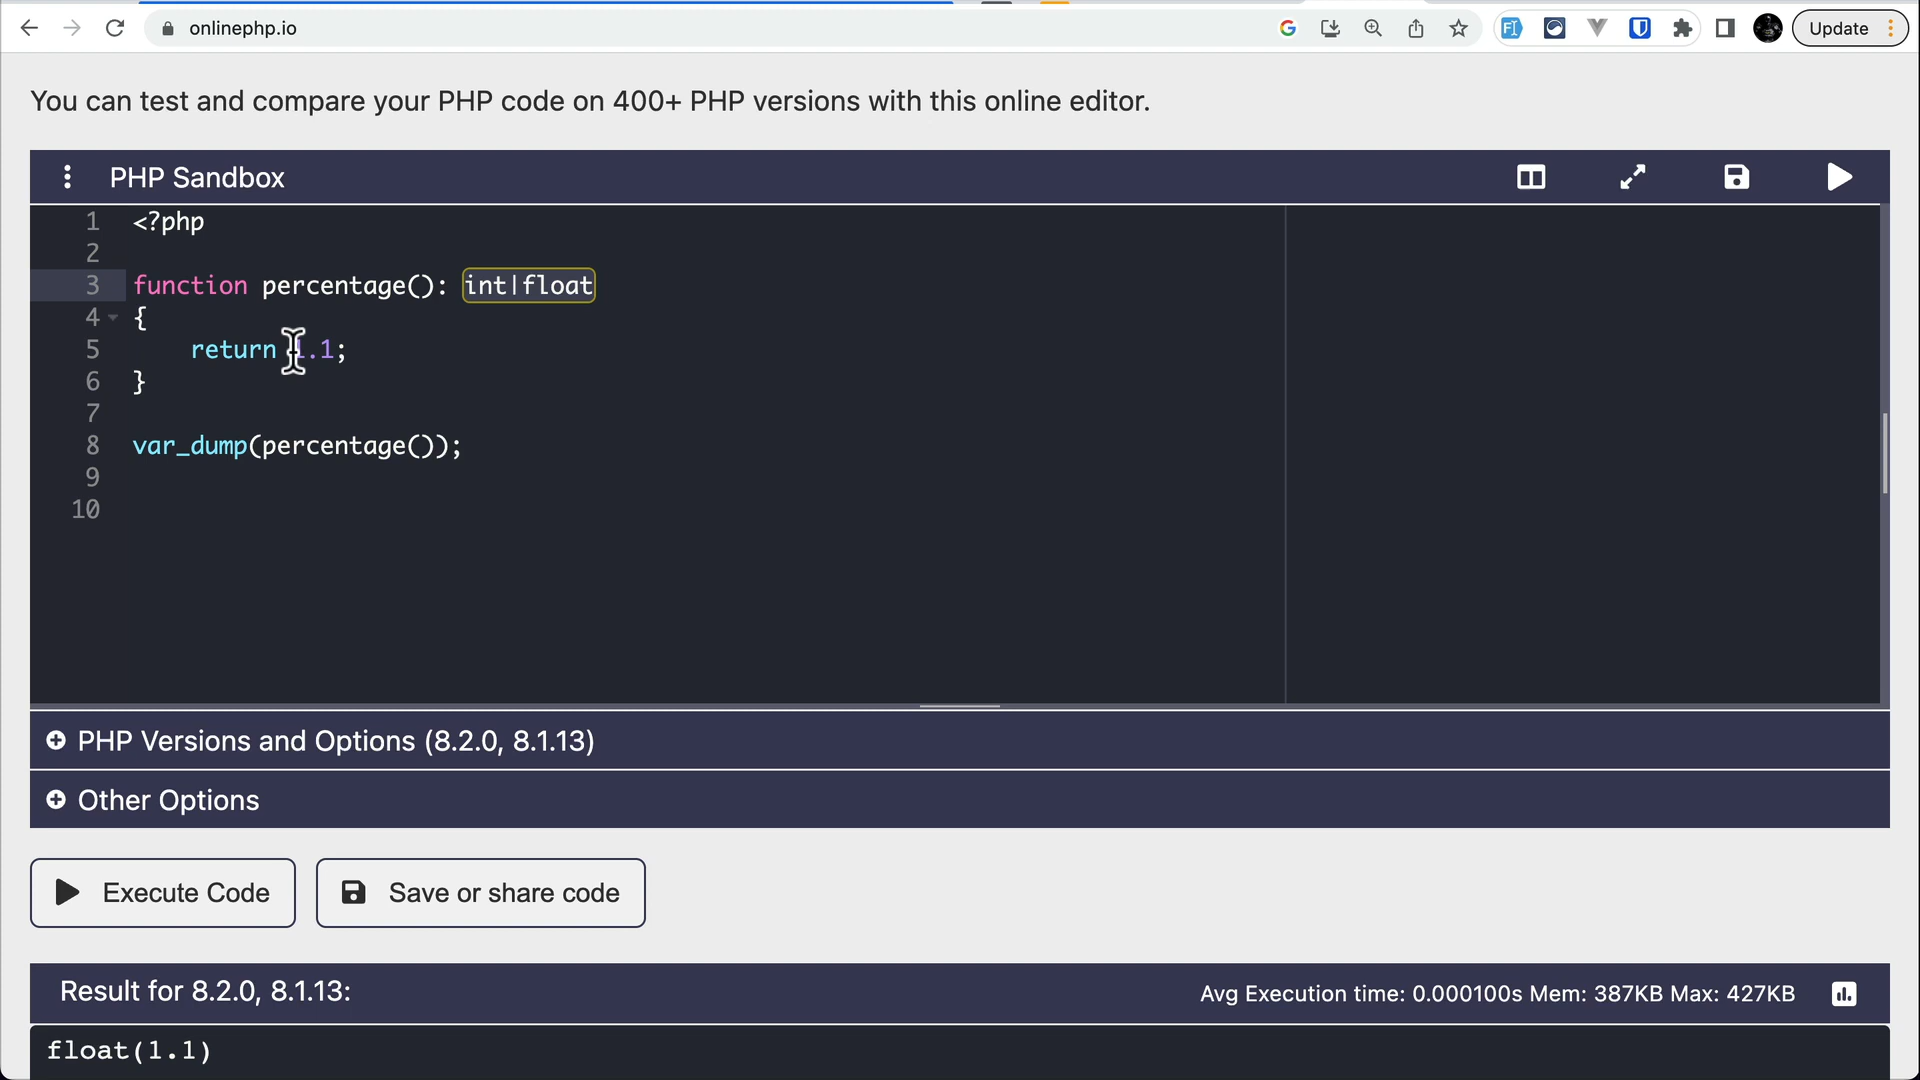 onlinephp.io
Update
You can test and compare your PHP code on 400+ PHP versions with this online editor.
PHP Sandbox
1 <?php
2
3 function percentage(): int|float
4 {
5 return 1.1;
6 }
7
8 var_dump(percentage());
9
10
PHP Versions and Options (8.2.0, 8.1.13)
Other Options
Execute Code
Save or share code
Result for 8.2.0, 8.1.13:
Avg Execution time: 0.000100s Mem: 387KB Max: 427KB
float(1.1)